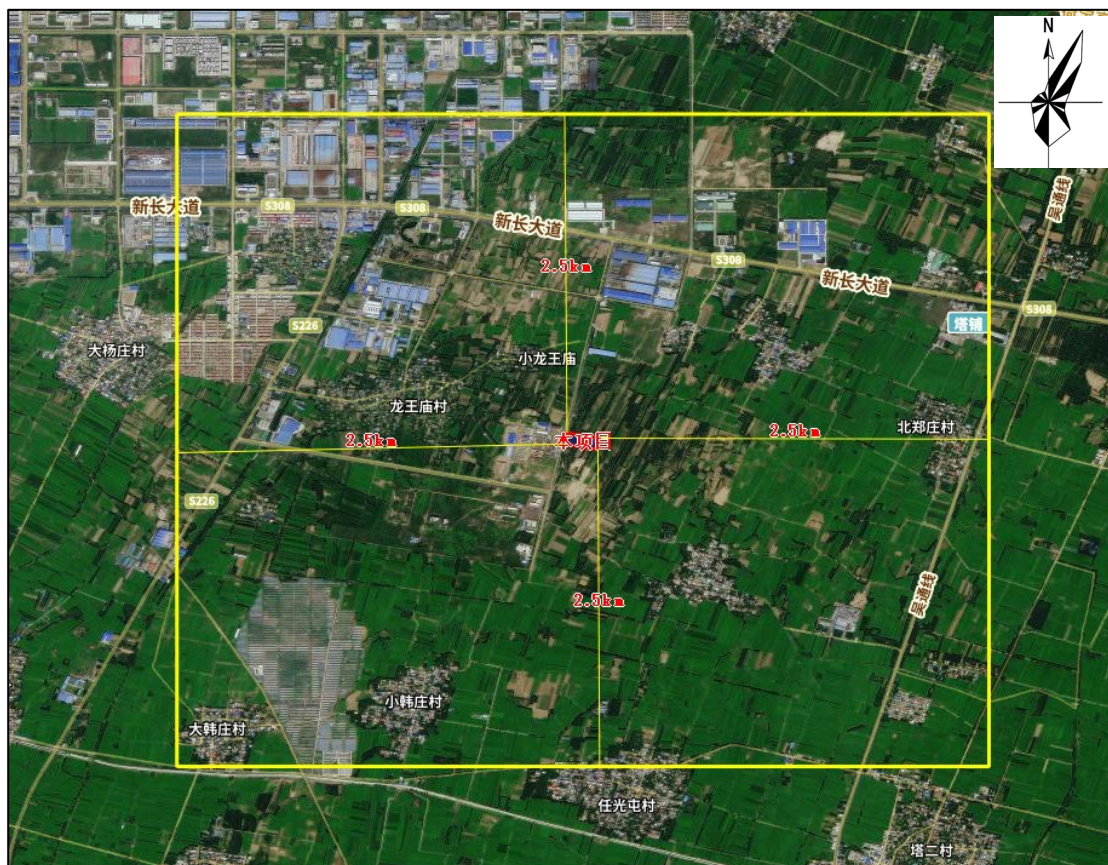 N
吴通线
新长大道
S308
S308
新长大道
2.5km
S308
新长大道
S308
塔铺
S226
大杨庄村
小龙王庙
龙王庙村
2.5km
本项目
2.5km
北郑庄村
S226
2.5km
吴通线
小韩庄村
大韩庄村
任光屯村
塔二村